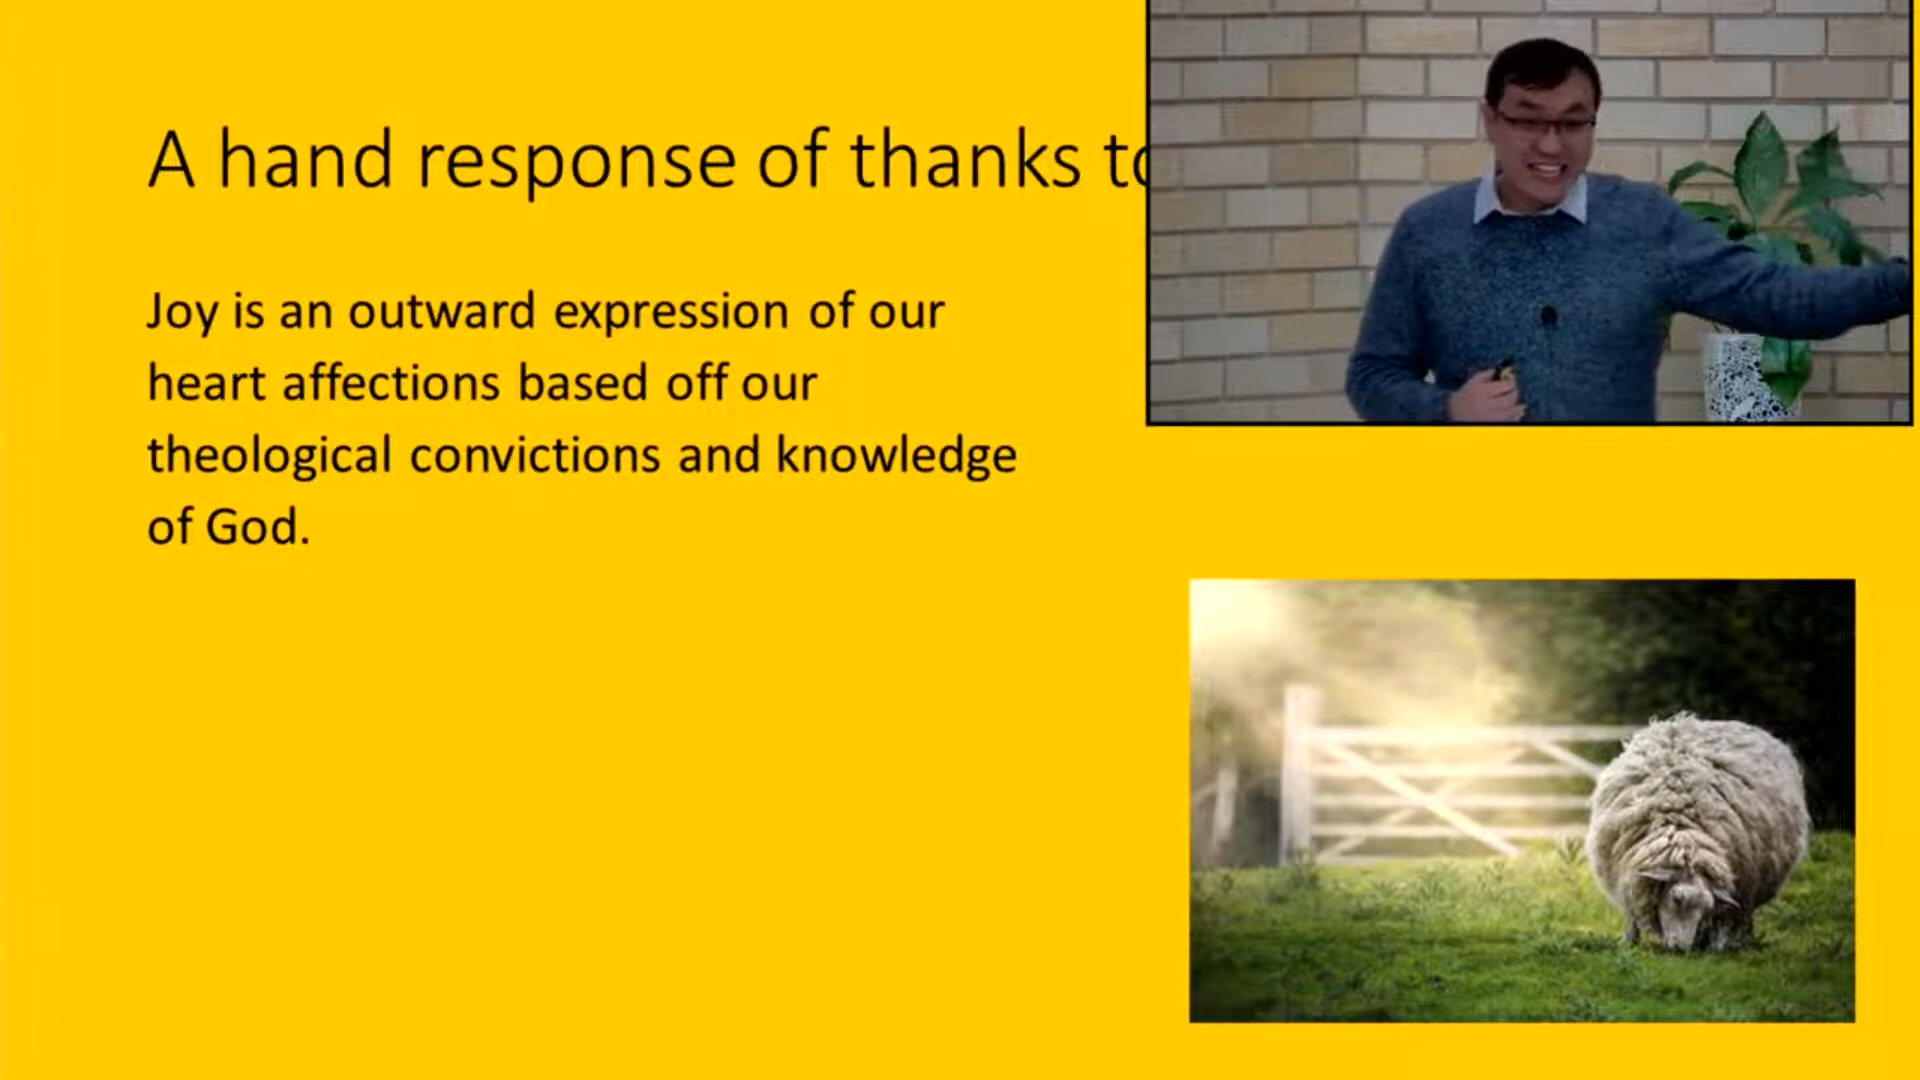 A hand response of thanks to
Joy is an outward expression of our
heart affections based off our
theological convictions and knowledge
of God.